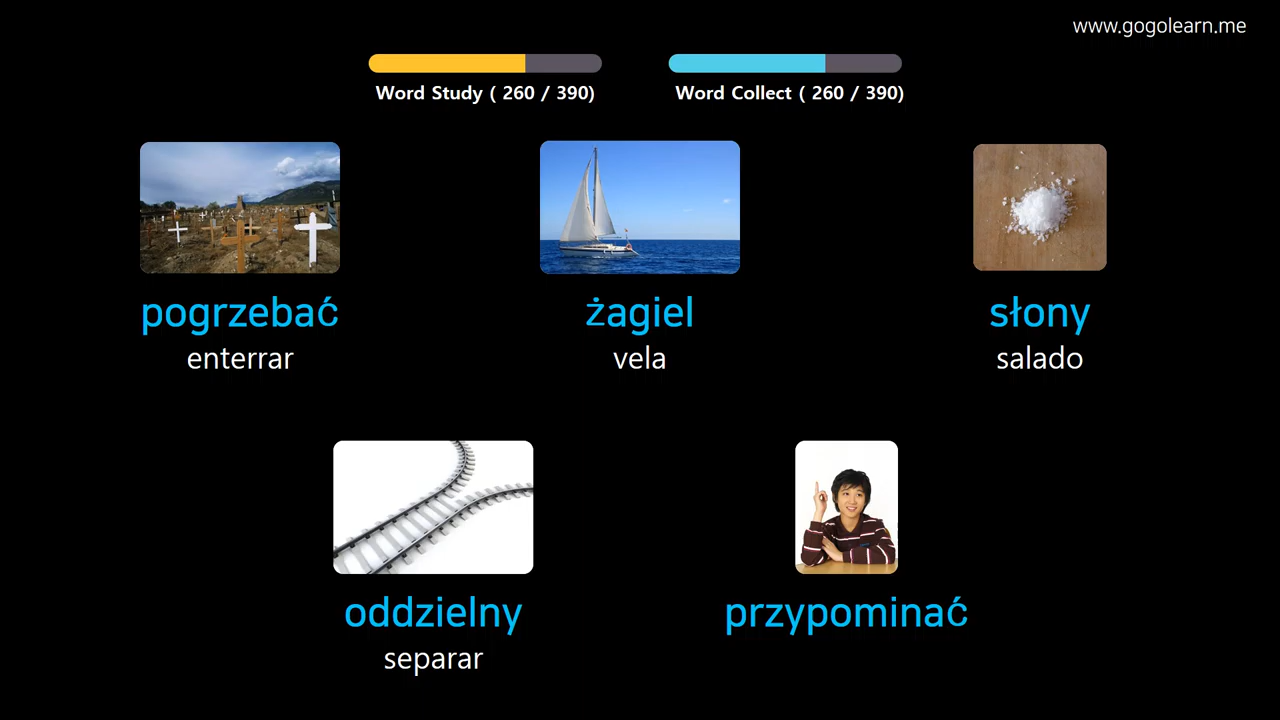 www.gogolearn.me
Word Study ( 260 / 390)
Word Collect ( 260 / 390)
pogrzebać
enterrar
żagiel
vela
słony
salado
oddzielny
separar
przypominać